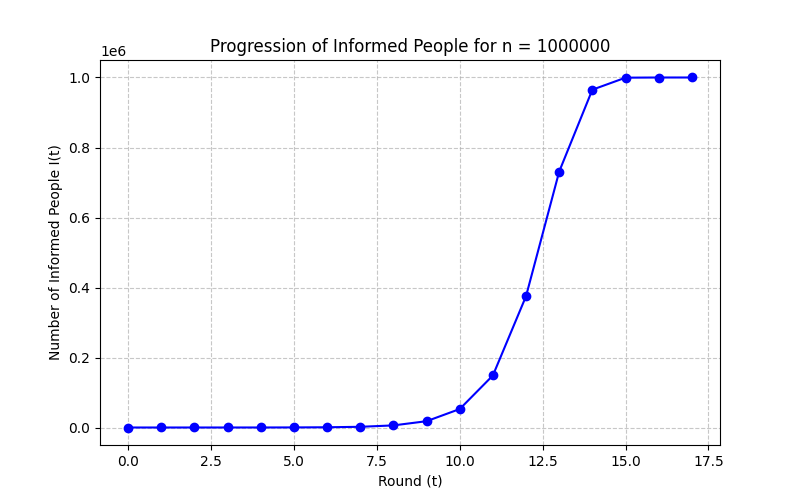 Progression of Informed People for n = 1000000
1e6
1.0
0.8
0.6
0.4
0.2
0.0
Number of Informed People I(t)
0.0 2.5 5.0 7.5 10.0 12.5 15.0 17.5
Round (t)